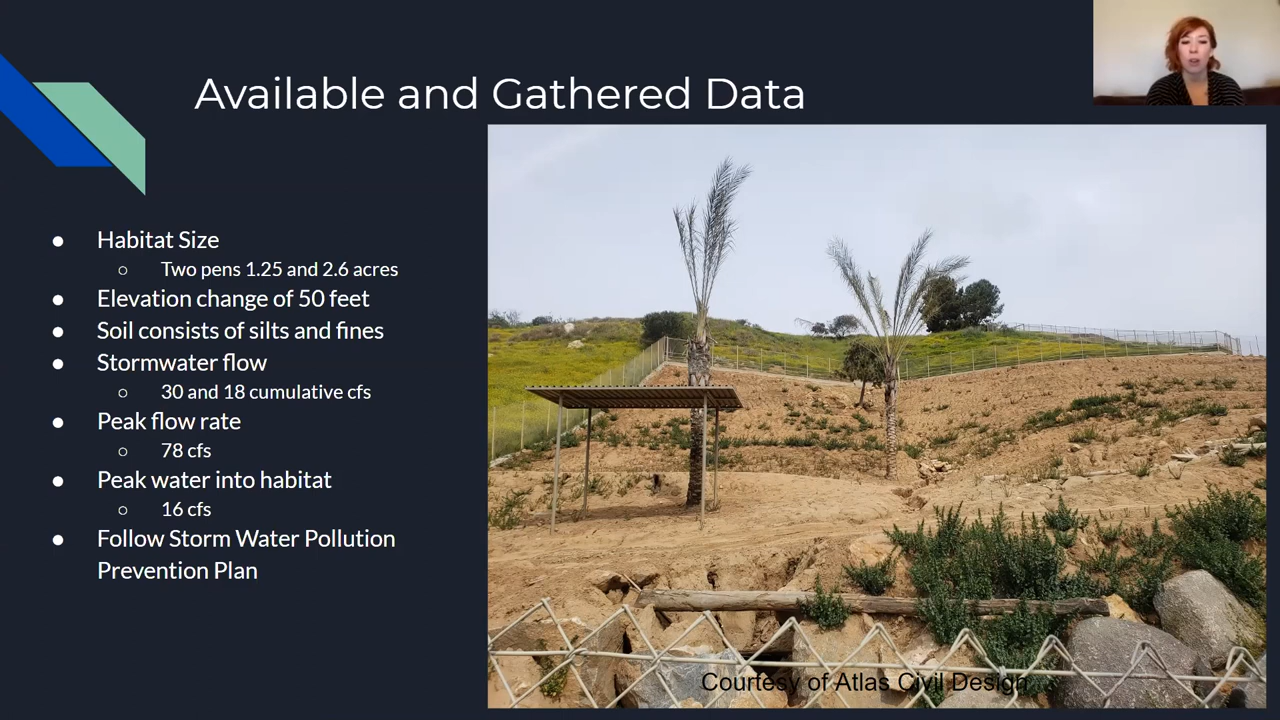 Available and Gathered Data
● Habitat Size
○ Two pens 1.25 and 2.6 acres
● Elevation change of 50 feet
● Soil consists of silts and fines
● Stormwater flow
○ 30 and 18 cumulative cfs
● Peak flow rate
○ 78 cfs
● Peak water into habitat
○ 16 cfs
● Follow Storm Water Pollution
Prevention Plan
Courtesy of Atlas Civil Design